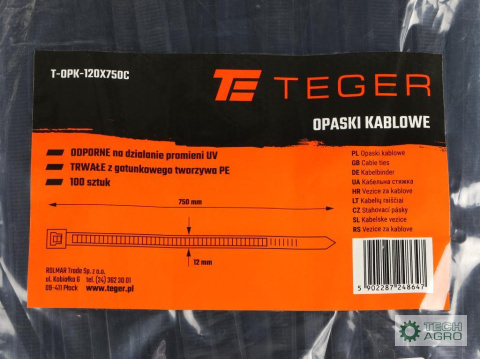 T-OPK-120X750C
TE TEGER
OPASKI KABLOWE
ODPORNE na działanie promieni UV
TRWAŁE z gatunkowego tworzywa PE
100 sztuk
PL Opaski kablowe
GB Cable ties
DE Kabelbinder
UA Кабельна стяжка
HR Vezice za kablove
LT Kabelių raiščiai
CZ Stahovací pásky
SL Kabelske vezice
RS Vezice za kablove
750 mm
12 mm
ROLMAR Trade Sp. z o.o.
ul. Kobiałka 6 tel. (24) 362 30 01
09-411 Płock www.teger.pl
5 902287 248647
TECH
AGRO